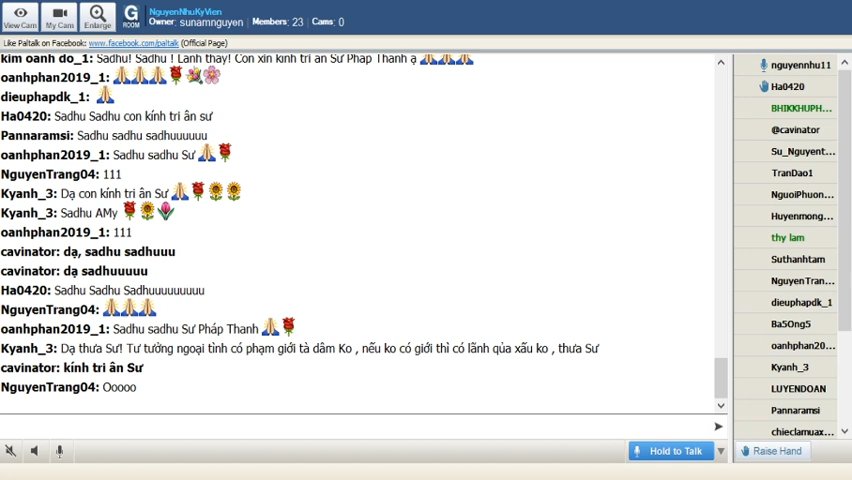 View Cam
My Cam
Enlarge
G
ROOM
NguyenNhuKyVien
Owner: sunamnguyen Members: 23 Cams: 0
Like Paltalk on Facebook: www.facebook.com/paltalk (Official Page)
kim oanh do_1: Sadhu! Sadhu ! Lành thay! Con xin kính tri ân Sư Pháp Thanh ạ
oanhphan2019_1:
dieuphapdk_1:
Ha0420: Sadhu Sadhu con kính tri ân sư
Pannaramsi: Sadhu sadhu sadhuuuuuu
oanhphan2019_1: Sadhu sadhu Sư
NguyenTrang04: 111
Kyanh_3: Dạ con kính tri ân Sư
Kyanh_3: Sadhu AMy
oanhphan2019_1: 111
cavinator: dạ, sadhu sadhuuu
cavinator: dạ sadhuuuuu
Ha0420: Sadhu Sadhu Sadhuuuuuuuuu
NguyenTrang04:
oanhphan2019_1: Sadhu sadhu Sư Pháp Thanh
Kyanh_3: Dạ thưa Sư! Tư tưởng ngoại tình có phạm giới tà dâm Ko , nếu ko có giới thì có lãnh qủa xấu ko , thưa Sư
cavinator: kính tri ân Sư
NguyenTrang04: Ooooo
nguyennhu11
Ha0420
BHIKKHUPH...
@cavinator
Su_Nguyent...
TranDao1
NguoiPhuon...
Huyenmong...
thy lam
Suthanhtam
NguyenTran...
dieuphapdk_1
Ba5Ong5
oanhphan20...
Kyanh_3
LUYENDOAN
Pannaramsi
chieclamuax...
Hold to Talk
Raise Hand